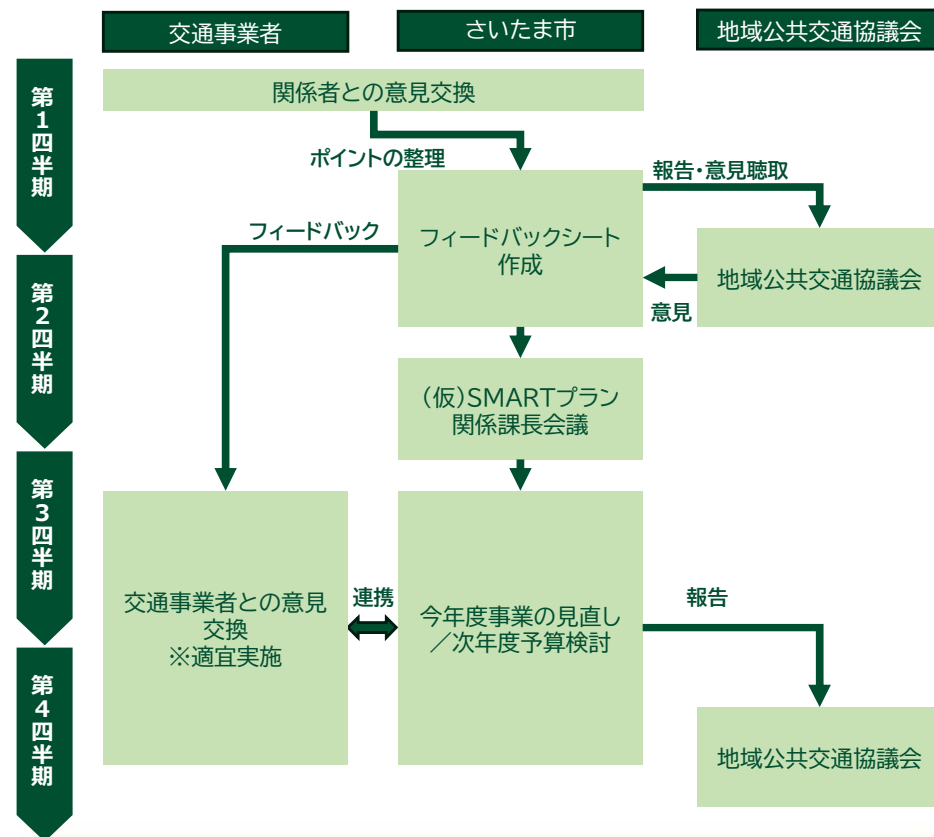 交通事業者
さいたま市
地域公共交通協議会
第1四半期
関係者との意見交換
ポイントの整理
報告・意見聴取
フィードバック
フィードバックシート
作成
地域公共交通協議会
意見
第2四半期
(仮)SMARTプラン
関係課長会議
第3四半期
交通事業者との意見
交換
※適宜実施
連携
今年度事業の見直し
/次年度予算検討
報告
第4四半期
地域公共交通協議会